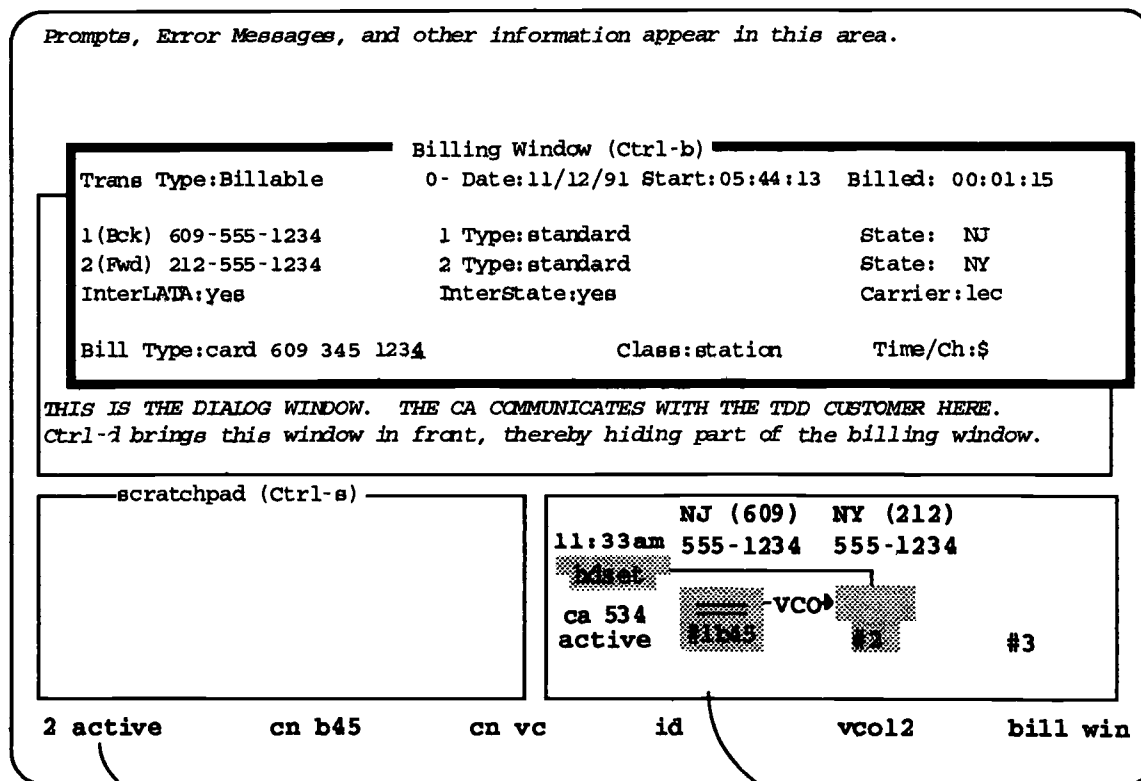 Prompts, Error Messages, and other information appear in this area.
Billing Window (Ctrl-b)
Trans Type:Billable 0- Date:11/12/91 Start:05:44:13 Billed: 00:01:15
1(Bck) 609-555-1234 1 Type:standard State: NJ
2(Fwd) 212-555-1234 2 Type:standard State: NY
InterLATA:yes InterState:yes Carrier:lec
Bill Type:card 609 345 1234 Class:station Time/Ch:$
THIS IS THE DIALOG WINDOW. THE CA COMMUNICATES WITH THE TDD CUSTOMER HERE.
Ctrl-d brings this window in front, thereby hiding part of the billing window.
scratchpad (Ctrl-s)
NJ (609) NY (212)
11:33am 555-1234 555-1234
hdset
ca 534 VCO
active #1b45 #2 #3
2 active cn b45 cn vc id vco12 bill win